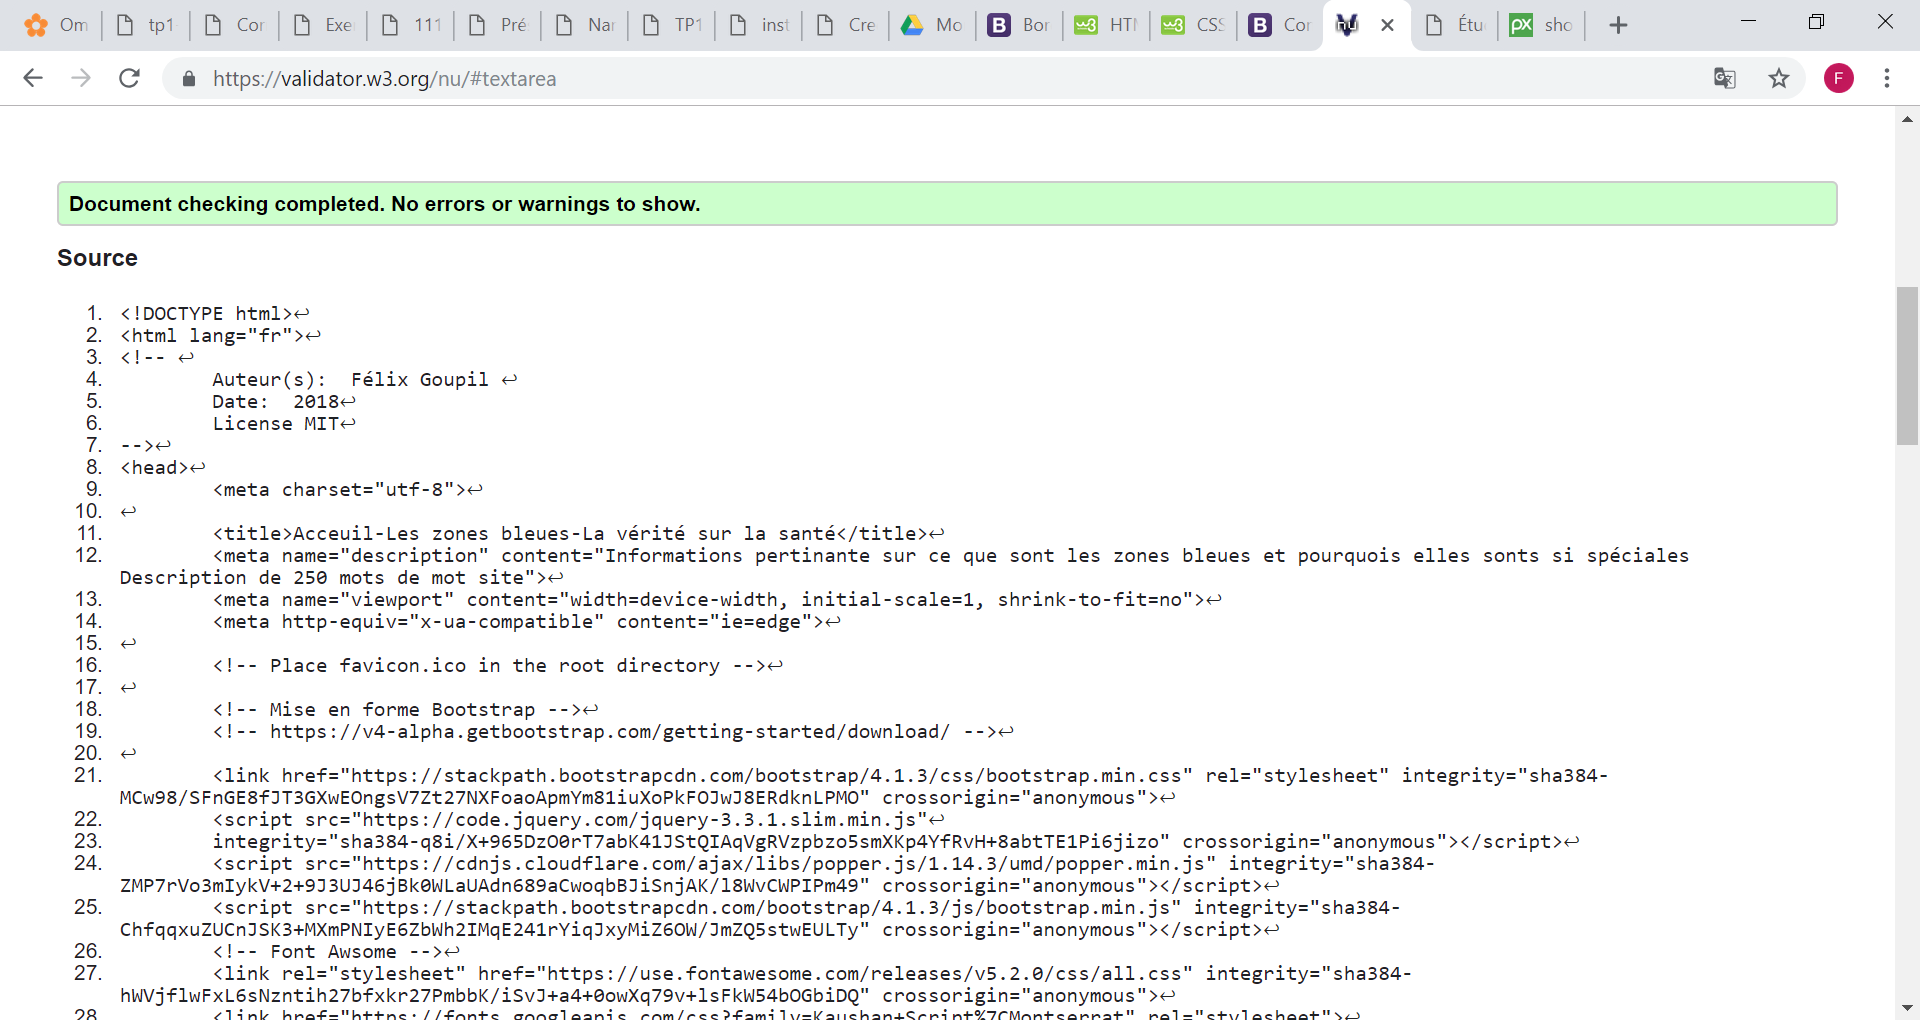 Om
tp1
Cor
Exe
111
Pré
Nar
TP1
inst
Cre
Mo
B Bor
w3 HTM
w3 CSS
B Cor
nu
Étu
px sho
https://validator.w3.org/nu/#textarea
F
Document checking completed. No errors or warnings to show.
Source
1. <!DOCTYPE html>↩
2. <html lang="fr">↩
3. <!-- ↩
4. Auteur(s):  Félix Goupil ↩
5. Date:  2018↩
6. License MIT↩
7. -->↩
8. <head>↩
9. <meta charset="utf-8">↩
10. ↩
11. <title>Acceuil-Les zones bleues-La vérité sur la santé</title>↩
12. <meta name="description" content="Informations pertinante sur ce que sont les zones bleues et pourquois elles sonts si spéciales
Description de 250 mots de mot site">↩
13. <meta name="viewport" content="width=device-width, initial-scale=1, shrink-to-fit=no">↩
14. <meta http-equiv="x-ua-compatible" content="ie=edge">↩
15. ↩
16. <!-- Place favicon.ico in the root directory -->↩
17. ↩
18. <!-- Mise en forme Bootstrap -->↩
19. <!-- https://v4-alpha.getbootstrap.com/getting-started/download/ -->↩
20. ↩
21. <link href="https://stackpath.bootstrapcdn.com/bootstrap/4.1.3/css/bootstrap.min.css" rel="stylesheet" integrity="sha384-
MCw98/SFnGE8fJT3GXwEOngsV7Zt27NXFoaoApmYm81iuXoPkFOJwJ8ERdknLPMO" crossorigin="anonymous">↩
22. <script src="https://code.jquery.com/jquery-3.3.1.slim.min.js"↩
23. integrity="sha384-q8i/X+965DzO0rT7abK41JStQIAqVgRVzpbzo5smXKp4YfRvH+8abtTE1Pi6jizo" crossorigin="anonymous"></script>↩
24. <script src="https://cdnjs.cloudflare.com/ajax/libs/popper.js/1.14.3/umd/popper.min.js" integrity="sha384-
ZMP7rVo3mIykV+2+9J3UJ46jBk0WLaUAdn689aCwoqbBJiSnjAK/l8WvCWPIPm49" crossorigin="anonymous"></script>↩
25. <script src="https://stackpath.bootstrapcdn.com/bootstrap/4.1.3/js/bootstrap.min.js" integrity="sha384-
ChfqqxuZUCnJSK3+MXmPNIyE6ZbWh2IMqE241rYiqJxyMiZ6OW/JmZQ5stwEULTy" crossorigin="anonymous"></script>↩
26. <!-- Font Awsome -->↩
27. <link rel="stylesheet" href="https://use.fontawesome.com/releases/v5.2.0/css/all.css" integrity="sha384-
hWVjflwFxL6sNzntih27bfxkr27PmbbK/iSvJ+a4+0owXq79v+lsFkW54bOGbiDQ" crossorigin="anonymous">↩
28. <link href="https://fonts.googleapis.com/css?family=Kaushan+Script%7CMontserrat" rel="stylesheet">↩